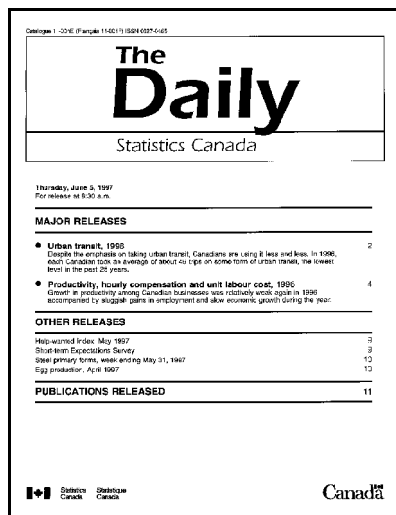 Catalogue 11-001E (Français 11-001F) ISSN 0827-0465
The
Daily
Statistics Canada
Thursday, June 5, 1997
For release at 8:30 a.m.
MAJOR RELEASES
● Urban transit, 1996 2
Despite the emphasis on taking urban transit, Canadians are using it less and less. In 1996,
each Canadian took an average of about 48 trips on some form of urban transit, the lowest
level in the past 25 years.
● Productivity, hourly compensation and unit labour cost, 1996 4
Growth in productivity among Canadian businesses was relatively weak again in 1996
accompanied by sluggish gains in employment and slow economic growth during the year.
OTHER RELEASES
Help-wanted Index, May 1997 9
Short-term Expectations Survey 9
Steel primary forms, week ending May 31, 1997 10
Egg production, April 1997 10
PUBLICATIONS RELEASED 11
Statistics Statistique
Canada Canada
Canada